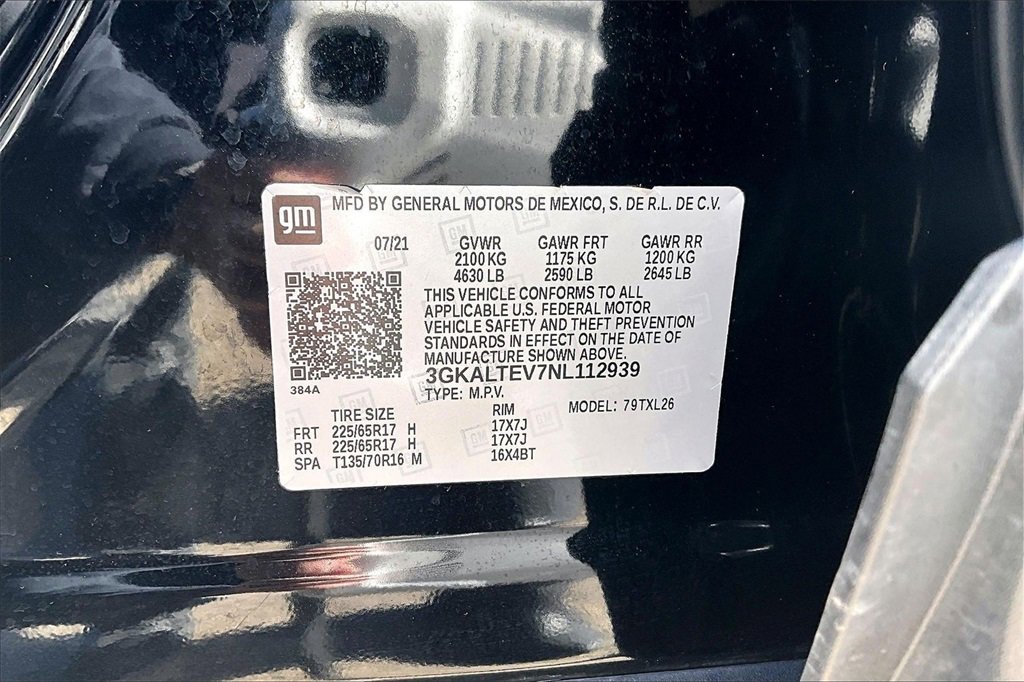 gm MFD BY GENERAL MOTORS DE MEXICO, S. DE R.L. DE C.V.
07/21 GVWR GAWR FRT GAWR RR
2100 KG 1175 KG 1200 KG
4630 LB 2590 LB 2645 LB
THIS VEHICLE CONFORMS TO ALL
APPLICABLE U.S. FEDERAL MOTOR
VEHICLE SAFETY AND THEFT PREVENTION
STANDARDS IN EFFECT ON THE DATE OF
MANUFACTURE SHOWN ABOVE.
3GKALTEV7NL112939
384A
TYPE: M.P.V.
TIRE SIZE RIM MODEL: 79TXL26
FRT 225/65R17 H 17X7J
RR 225/65R17 H 17X7J
SPA T135/70R16 M 16X4BT